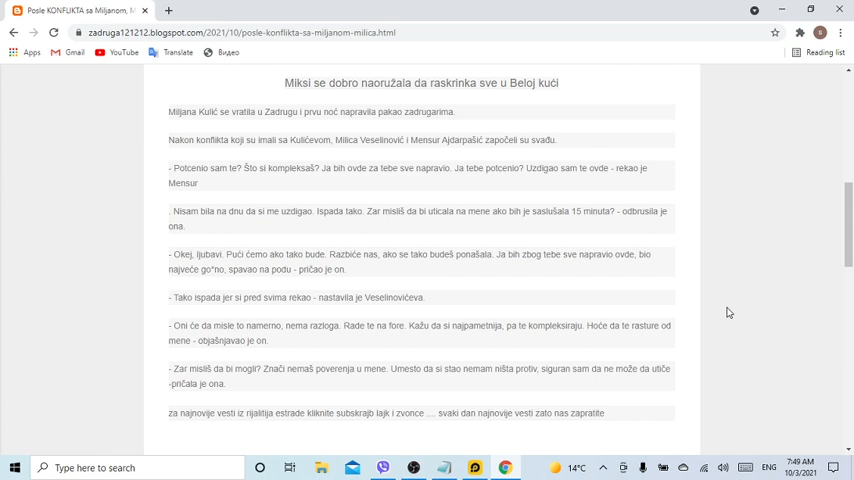 Posle KONFLIKTA sa Miljanom, M
zadruga121212.blogspot.com/2021/10/posle-konflikta-sa-miljanom-milica.html
Apps Gmail YouTube Translate Видео Reading list
Miksi se dobro naoružala da raskrinka sve u Beloj kući
Miljana Kulić se vratila u Zadrugu i prvu noć napravila pakao zadrugarima.
Nakon konflikta koji su imali sa Kulićevom, Milica Veselinović i Mensur Ajdarpašić započeli su svađu.
- Potcenio sam te? Što si kompleksaš? Ja bih ovde za tebe sve napravio. Ja tebe potcenio? Uzdigao sam te ovde - rekao je
Mensur
. Nisam bila na dnu da si me uzdigao. Ispada tako. Zar misliš da bi uticala na mene ako bih je saslušala 15 minuta? - odbrusila je
ona.
- Okej, ljubavi. Pući ćemo ako tako bude. Razbiće nas, ako se tako budeš ponašala. Ja bih zbog tebe sve napravio ovde, bio
najveće go*no, spavao na podu - pričao je on.
- Tako ispada jer si pred svima rekao - nastavila je Veselinovićeva.
- Oni će da misle to namerno, nema razloga. Rade te na fore. Kažu da si najpametnija, pa te kompleksiraju. Hoće da te rasture od
mene - objašnjavao je on.
- Zar misliš da bi mogli? Znači nemaš poverenja u mene. Umesto da si stao nemam ništa protiv, siguran sam da ne može da utiče
-pričala je ona.
za najnovije vesti iz rijalitija estrade kliknite subskrajb lajk i zvonce .... svaki dan najnovije vesti zato nas zapratite
Type here to search
14°C
ENG
7:49 AM
10/3/2021